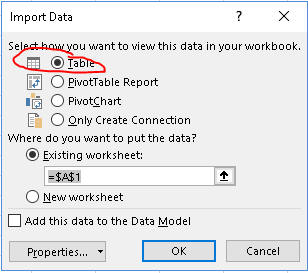 Import Data
? ×
Select how you want to view this data in your workbook.
Table
PivotTable Report
PivotChart
Only Create Connection
Where do you want to put the data?
Existing worksheet:
=$A$1
New worksheet
Add this data to the Data Model
Properties...
OK
Cancel